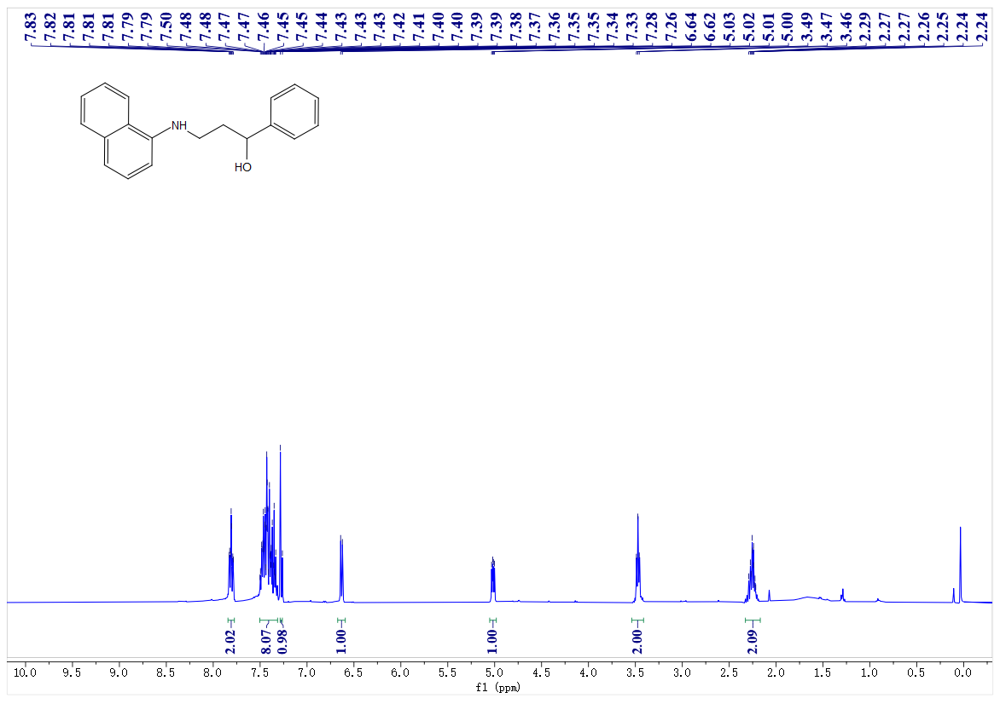 7.83 7.82 7.81 7.81 7.81 7.79 7.79 7.50 7.48 7.48 7.47 7.47 7.46 7.45 7.45 7.44 7.43 7.43 7.43 7.42 7.41 7.40 7.40 7.39 7.39 7.38 7.37 7.36 7.35 7.35 7.34 7.33 7.28 7.26 6.64 6.62 5.03 5.02 5.01 5.00 3.49 3.47 3.46 2.29 2.27 2.27 2.26 2.25 2.24 2.24
NH
HO
2.02 8.07 0.98 1.00 1.00 2.00 2.09
10.0 9.5 9.0 8.5 8.0 7.5 7.0 6.5 6.0 5.5 5.0 4.5 4.0 3.5 3.0 2.5 2.0 1.5 1.0 0.5 0.0
f1 (ppm)